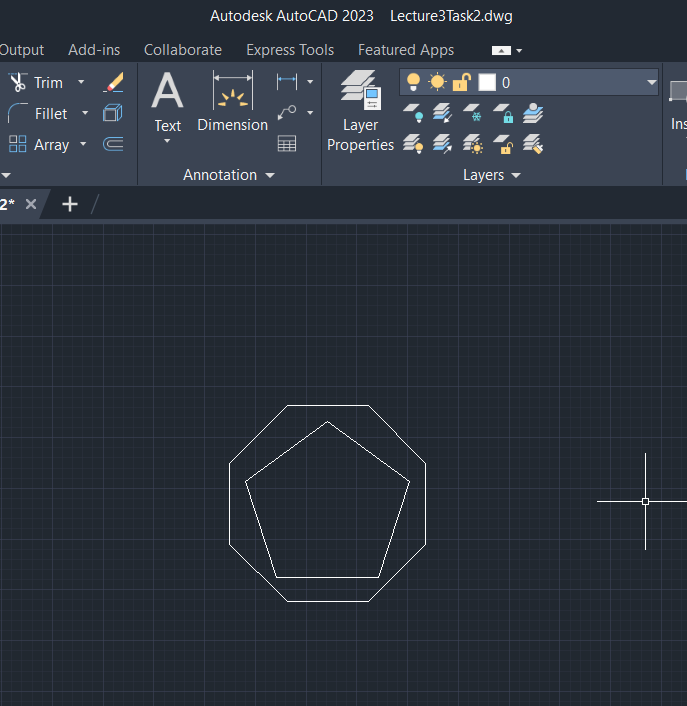 Autodesk AutoCAD 2023 Lecture3Task2.dwg
Output Add-ins Collaborate Express Tools Featured Apps
Trim
Fillet
Array
Text
Dimension
Annotation
Layer
Properties
0
Layers
2*